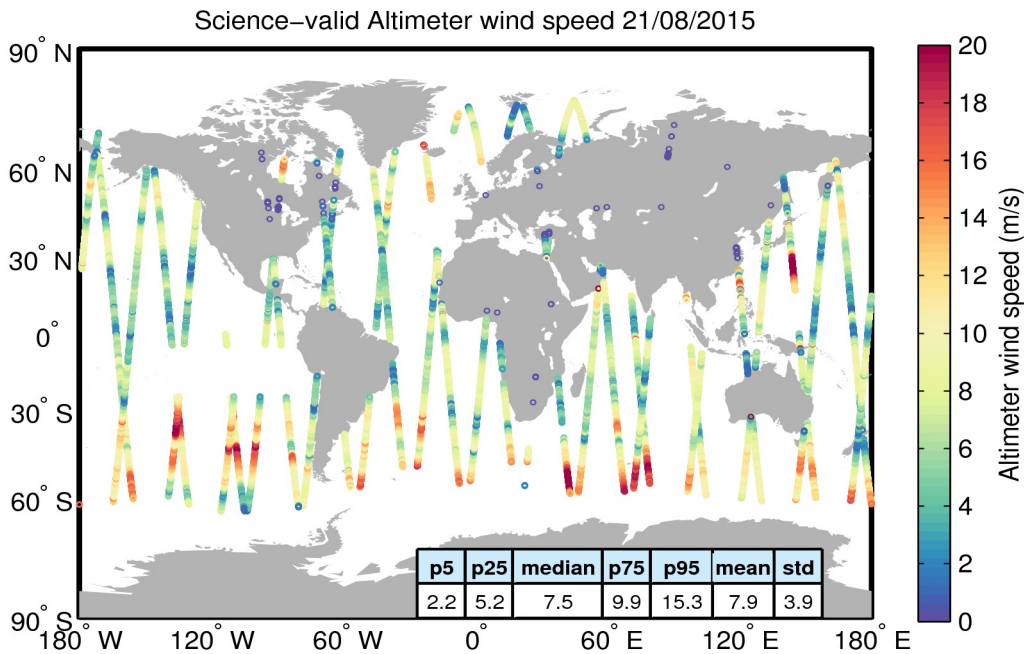 Science−valid Altimeter wind speed 21/08/2015
90° N
60° N
30° N
0°
30° S
60° S
90° S
180° W
120° W
60° W
0°
60° E
120° E
180° E
p5 p25 median p75 p95 mean std
2.2 5.2 7.5 9.9 15.3 7.9 3.9
20
18
16
14
12
10
8
6
4
2
0
Altimeter wind speed (m/s)